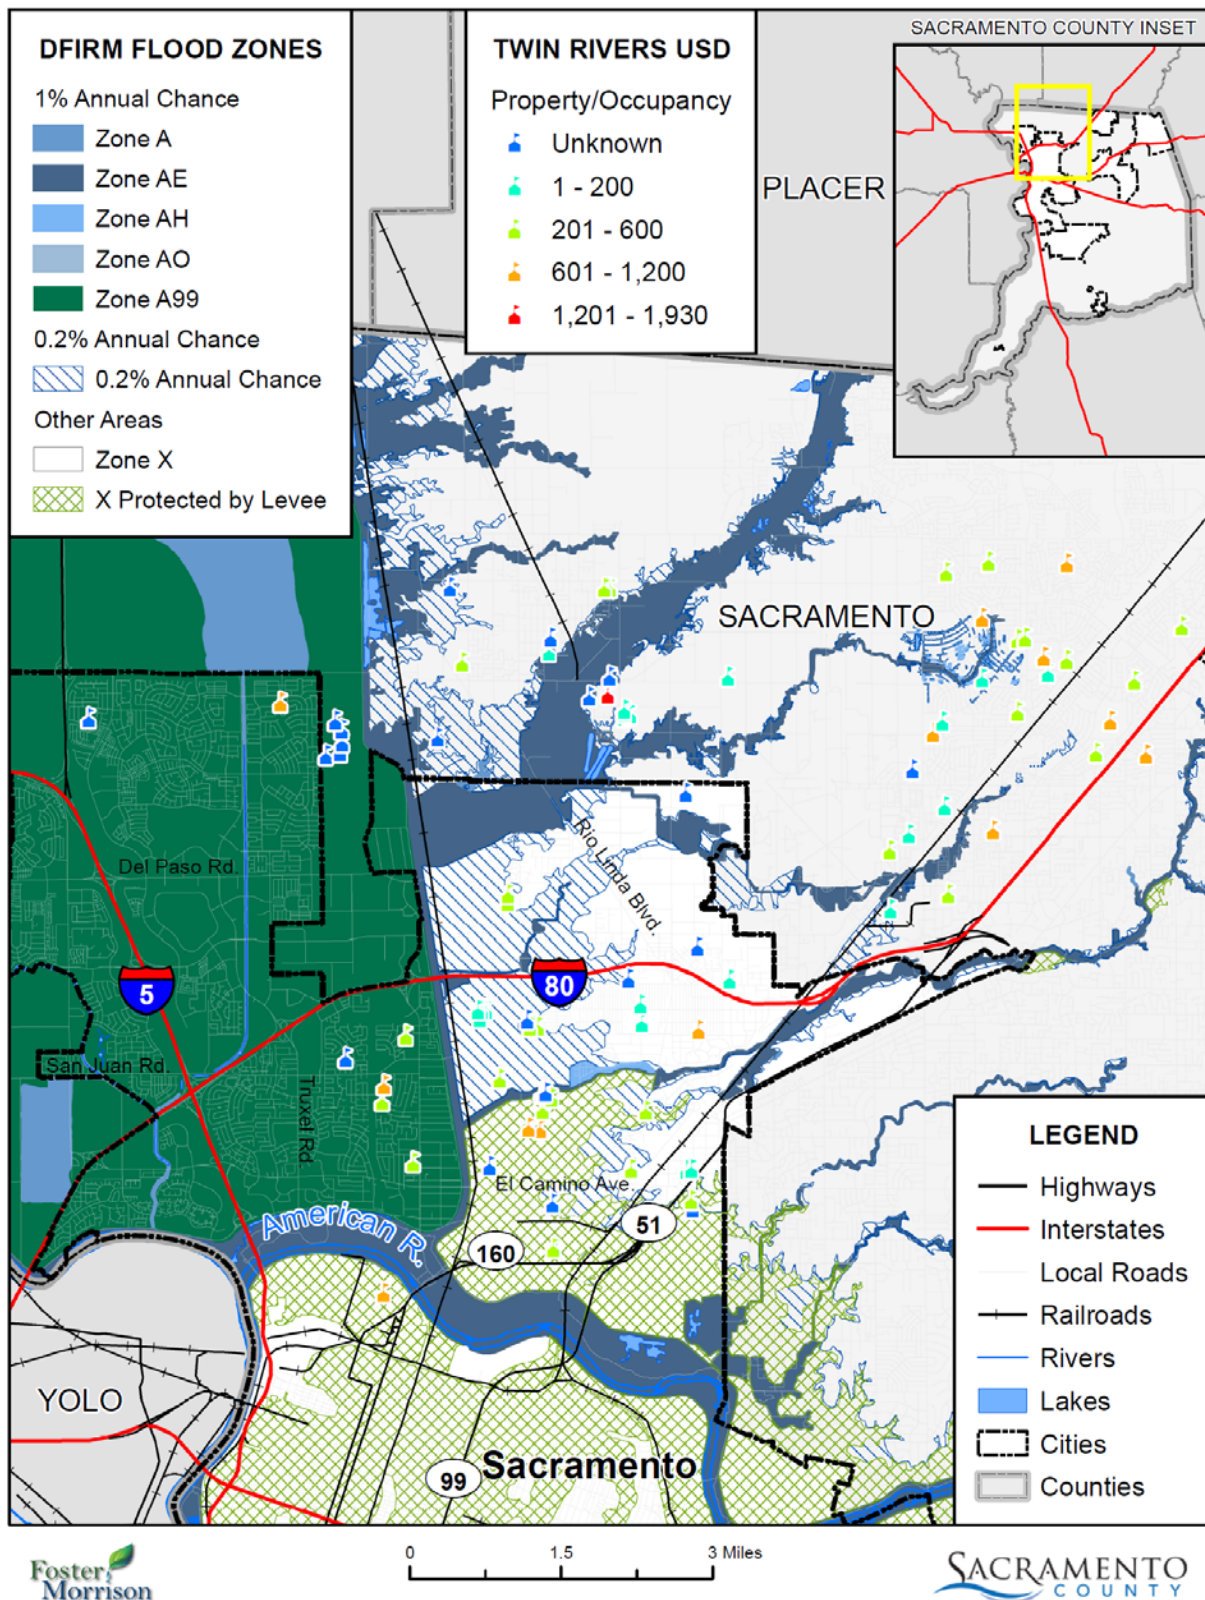 DFIRM FLOOD ZONES
1% Annual Chance
Zone A
Zone AE
Zone AH
Zone AO
Zone A99
0.2% Annual Chance
0.2% Annual Chance
Other Areas
Zone X
X Protected by Levee
TWIN RIVERS USD
Property/Occupancy
Unknown
1 - 200
201 - 600
601 - 1,200
1,201 - 1,930
SACRAMENTO COUNTY INSET
PLACER
SACRAMENTO
Del Paso Rd.
Rio Linda Blvd.
5
80
San Juan Rd.
Truxel Rd
El Camino Ave.
American R.
51
160
YOLO
99
Sacramento
LEGEND
Highways
Interstates
Local Roads
Railroads
Rivers
Lakes
Cities
Counties
Foster
Morrison
0 1.5 3 Miles
SACRAMENTO
COUNTY